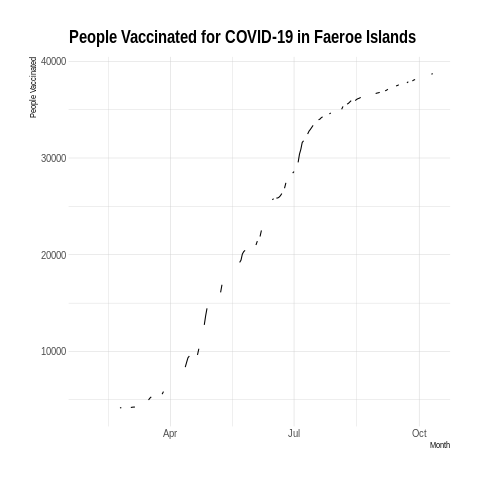 People Vaccinated for COVID-19 in Faeroe Islands
People Vaccinated
40000
30000
20000
10000
Apr
Jul
Oct
Month